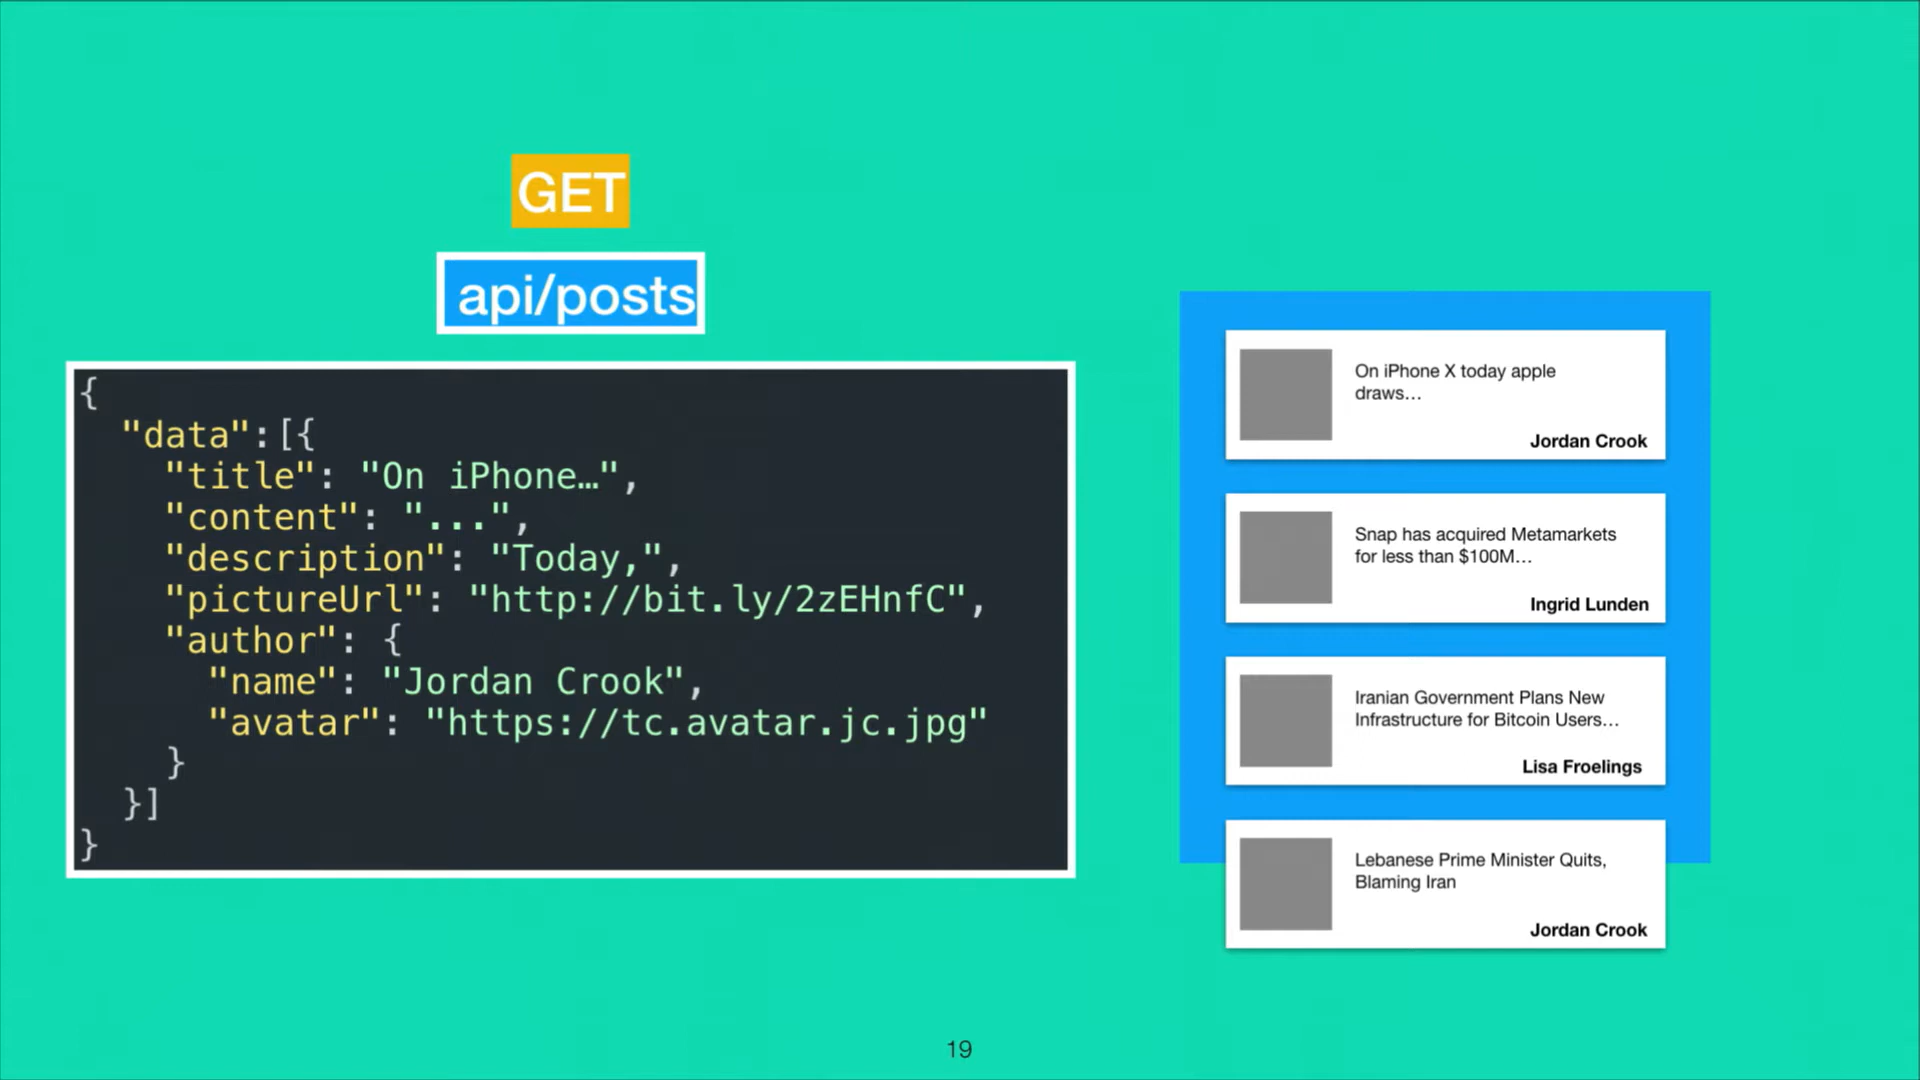 GET
api/posts
{
"data":[{
"title": "On iPhone…",
"content": "...",
"description": "Today,",
"pictureUrl": "http://bit.ly/2zEHnfC",
"author": {
"name": "Jordan Crook",
"avatar": "https://tc.avatar.jc.jpg"
}
}]
}
On iPhone X today apple
draws…
Jordan Crook
Snap has acquired Metamarkets
for less than $100M…
Ingrid Lunden
Iranian Government Plans New
Infrastructure for Bitcoin Users…
Lisa Froelings
Lebanese Prime Minister Quits,
Blaming Iran
Jordan Crook
19